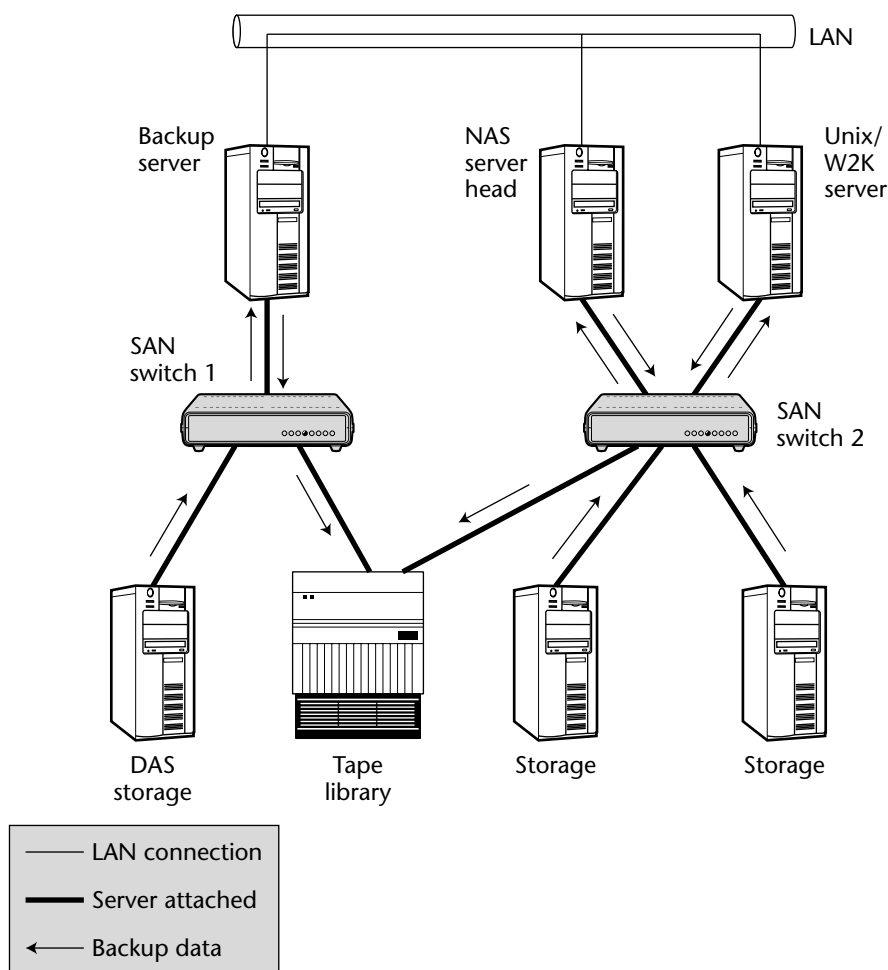 LAN
Backup
server
NAS
server
head
Unix/
W2K
server
SAN
switch 1
SAN
switch 2
DAS
storage
Tape
library
Storage
Storage
LAN connection
Server attached
Backup data